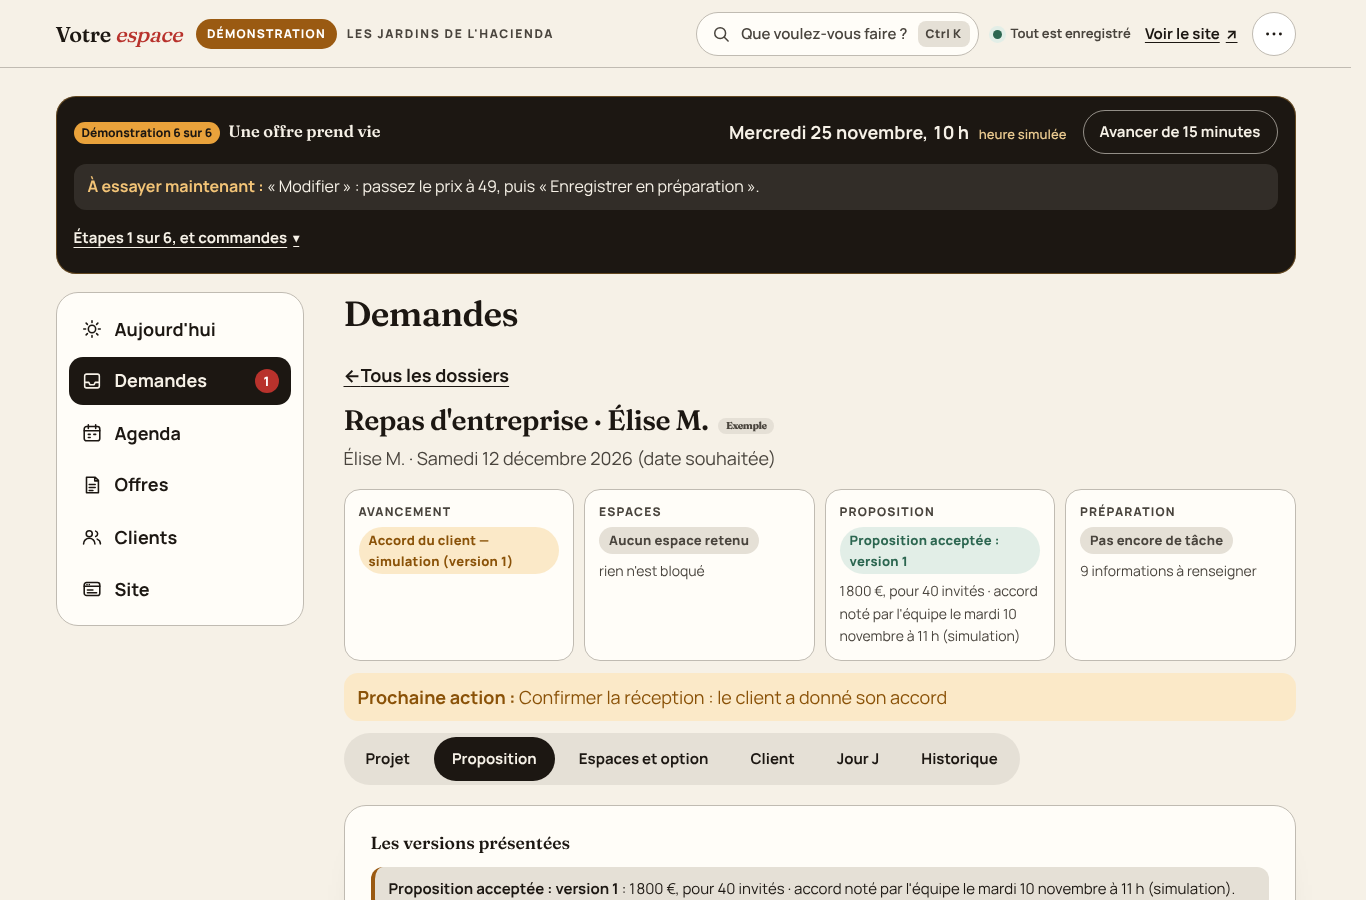 Votre espace
DÉMONSTRATION
LES JARDINS DE L'HACIENDA
Que voulez-vous faire ?
Ctrl K
Tout est enregistré
Voir le site ↗
···
Démonstration 6 sur 6
Une offre prend vie
Mercredi 25 novembre, 10 h
heure simulée
Avancer de 15 minutes
À essayer maintenant : « Modifier » : passez le prix à 49, puis « Enregistrer en préparation ».
Étapes 1 sur 6, et commandes ▾
Aujourd'hui
Demandes
1
Agenda
Offres
Clients
Site
Demandes
←Tous les dossiers
Repas d'entreprise · Élise M.
Exemple
Élise M. · Samedi 12 décembre 2026 (date souhaitée)
AVANCEMENT
Accord du client —
simulation (version 1)
ESPACES
Aucun espace retenu
rien n'est bloqué
PROPOSITION
Proposition acceptée :
version 1
1 800 €, pour 40 invités · accord
noté par l'équipe le mardi 10
novembre à 11 h (simulation)
PRÉPARATION
Pas encore de tâche
9 informations à renseigner
Prochaine action : Confirmer la réception : le client a donné son accord
Projet
Proposition
Espaces et option
Client
Jour J
Historique
Les versions présentées
Proposition acceptée : version 1 : 1 800 €, pour 40 invités · accord noté par l'équipe le mardi 10 novembre à 11 h (simulation).